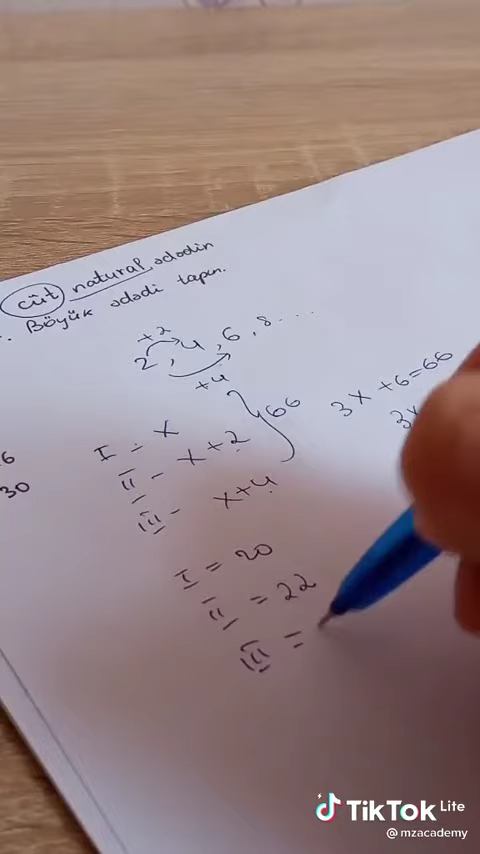 cüt natural ədədin
Böyük ədədi tapın.
+2
2, 4, 6, 8...
+4
I - x
II - x+2
III - x+4
66
3x+6=66
3x
6
30
I = 20
II = 22
III =
TikTok Lite
@mzacademy